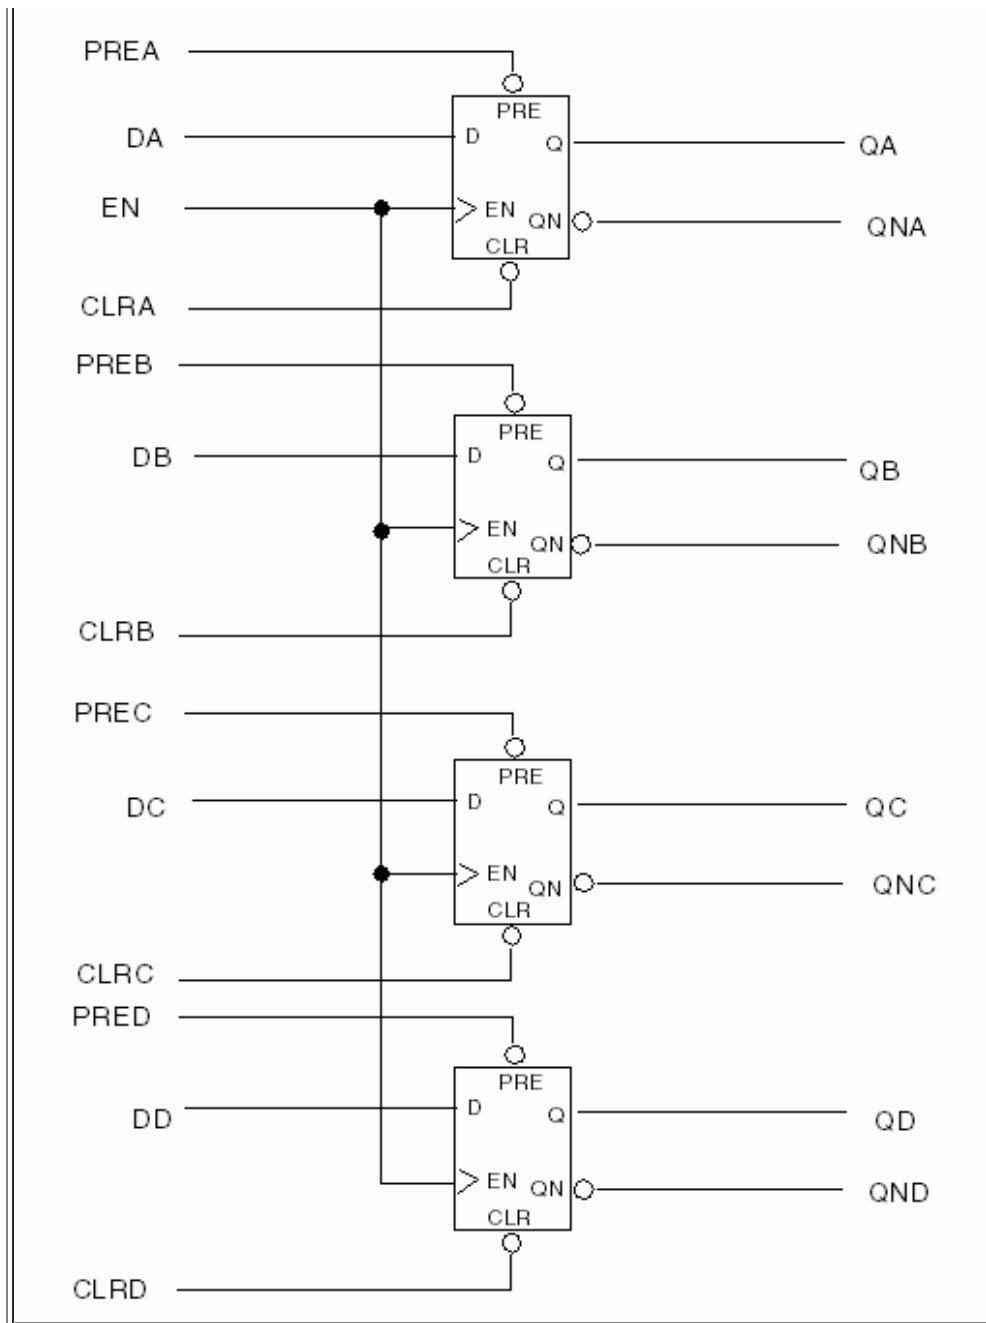 PREA
PRE
DA
D
Q
QA
EN
EN
QN
QNA
CLR
CLRA
PREB
PRE
DB
D
Q
QB
EN
QN
QNB
CLR
CLRB
PREC
PRE
DC
D
Q
QC
EN
QN
QNC
CLR
CLRC
PRED
PRE
DD
D
Q
QD
EN
QN
QND
CLR
CLRD